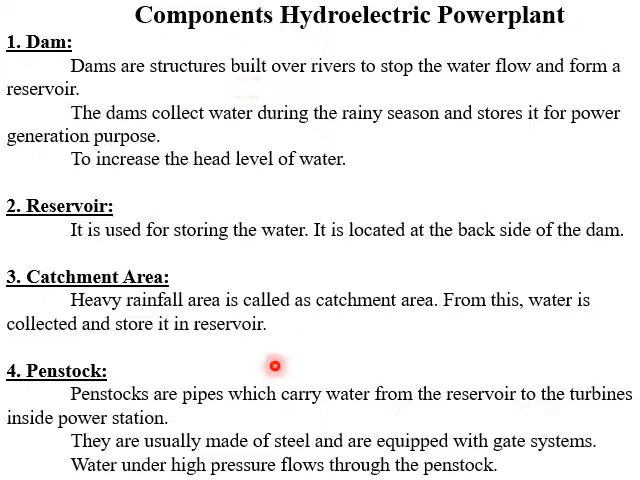 Components Hydroelectric Powerplant
1. Dam:
Dams are structures built over rivers to stop the water flow and form a
reservoir.
The dams collect water during the rainy season and stores it for power
generation purpose.
To increase the head level of water.
2. Reservoir:
It is used for storing the water. It is located at the back side of the dam.
3. Catchment Area:
Heavy rainfall area is called as catchment area. From this, water is
collected and store it in reservoir.
4. Penstock:
Penstocks are pipes which carry water from the reservoir to the turbines
inside power station.
They are usually made of steel and are equipped with gate systems.
Water under high pressure flows through the penstock.